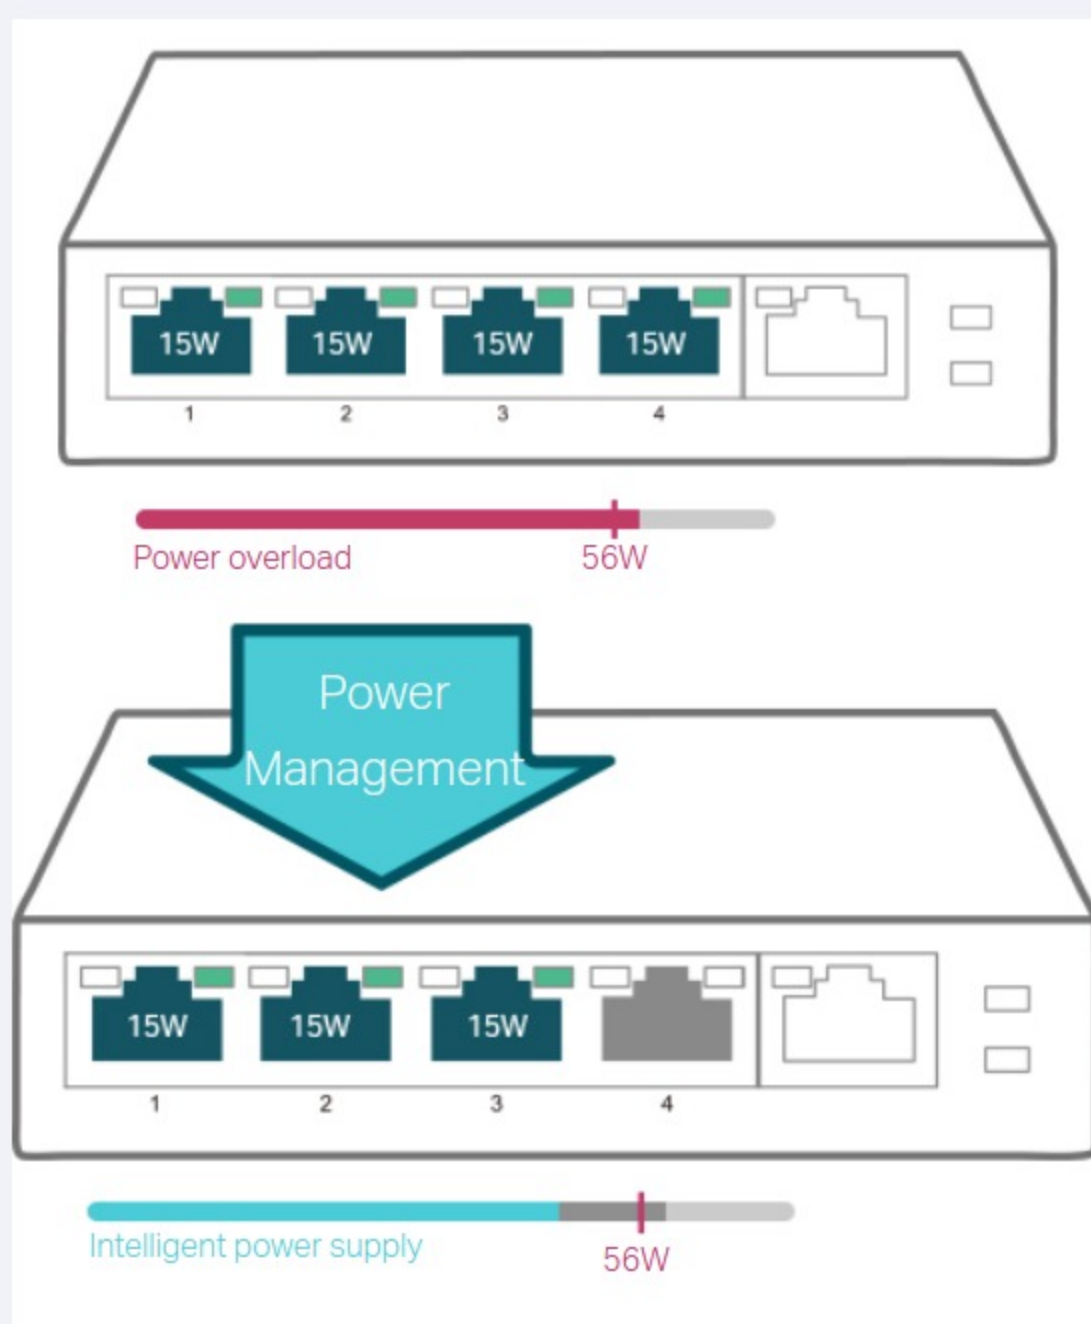 15W 15W 15W 15W
1 2 3 4
Power overload 56W
Power
Management
15W 15W 15W
1 2 3 4
Intelligent power supply 56W